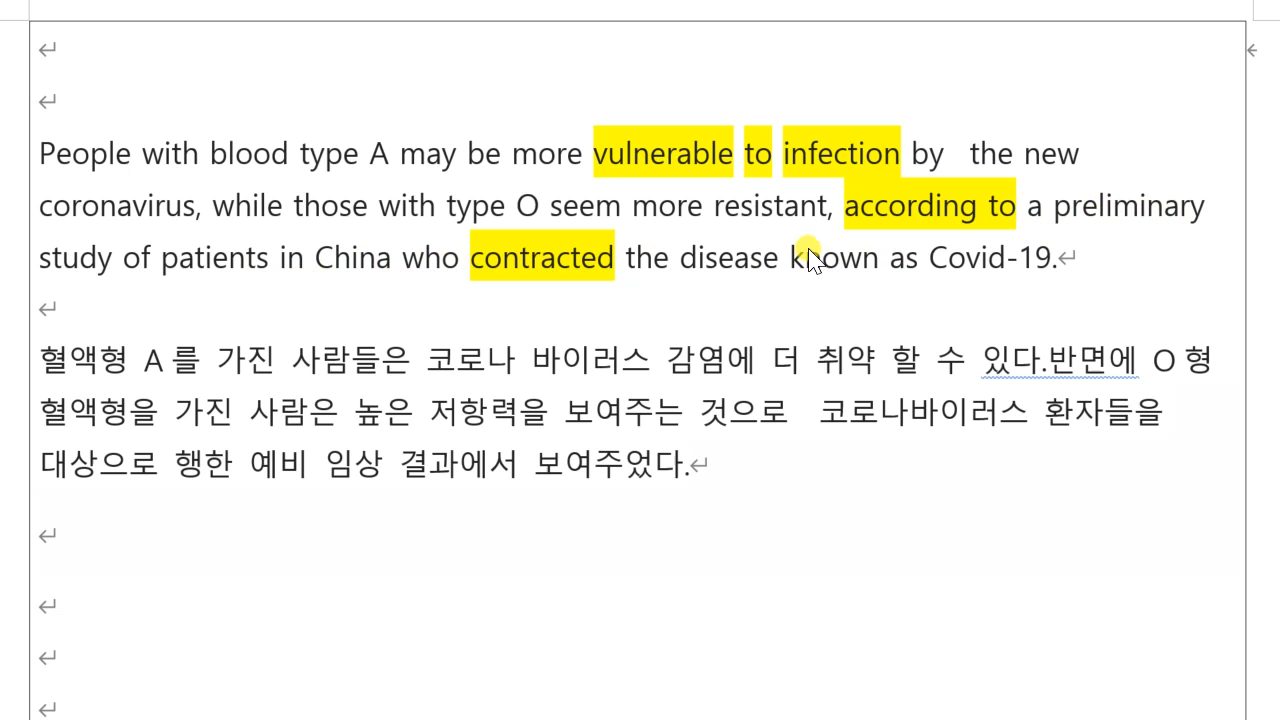 People with blood type A may be more vulnerable to infection by   the new
coronavirus, while those with type O seem more resistant, according to a preliminary
study of patients in China who contracted the disease known as Covid-19.
혈액형 A 를 가진 사람들은 코로나 바이러스 감염에 더 취약 할 수 있다.반면에 O 형
혈액형을 가진 사람은 높은 저항력을 보여주는 것으로  코로나바이러스 환자들을
대상으로 행한 예비 임상 결과에서 보여주었다.